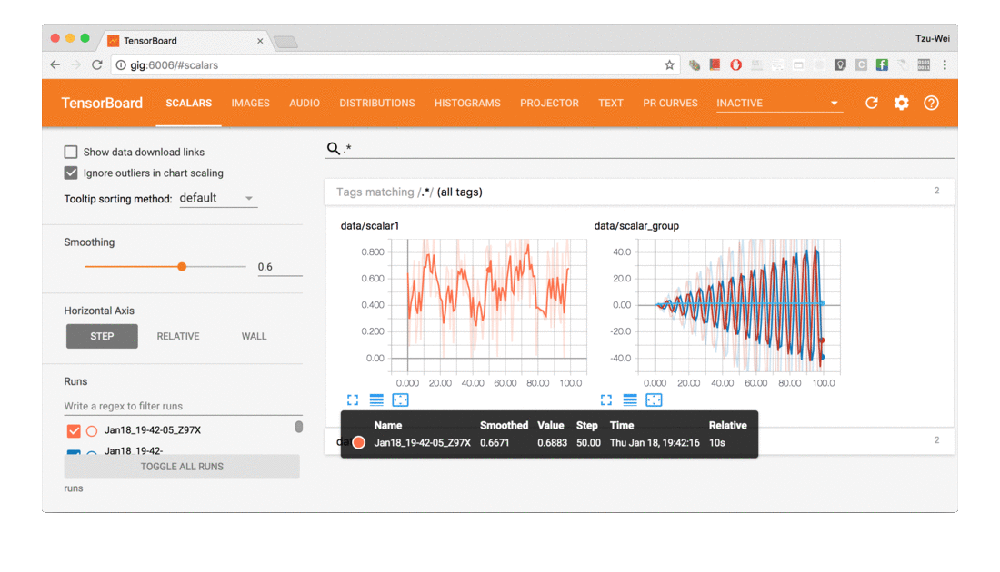 TensorBoard
Tzu-Wei
gig:6006/#scalars
TensorBoard SCALARS IMAGES AUDIO DISTRIBUTIONS HISTOGRAMS PROJECTOR TEXT PR CURVES INACTIVE
Show data download links
Ignore outliers in chart scaling
Tooltip sorting method: default
Smoothing
0.6
Horizontal Axis
STEP RELATIVE WALL
Runs
Write a regex to filter runs
Jan18_19-42-05_Z97X
Jan18_19-42-
TOGGLE ALL RUNS
runs
.*
Tags matching /.*/ (all tags) 2
data/scalar1
0.800
0.600
0.400
0.200
0.00
0.000 20.00 40.00 60.00 80.00 100.0
data/scalar_group
40.0
20.0
0.00
-20.0
-40.0
0.000 20.00 40.00 60.00 80.00 100.0
Name Smoothed Value Step Time Relative
Jan18_19-42-05_Z97X 0.6671 0.6883 50.00 Thu Jan 18, 19:42:16 10s
2